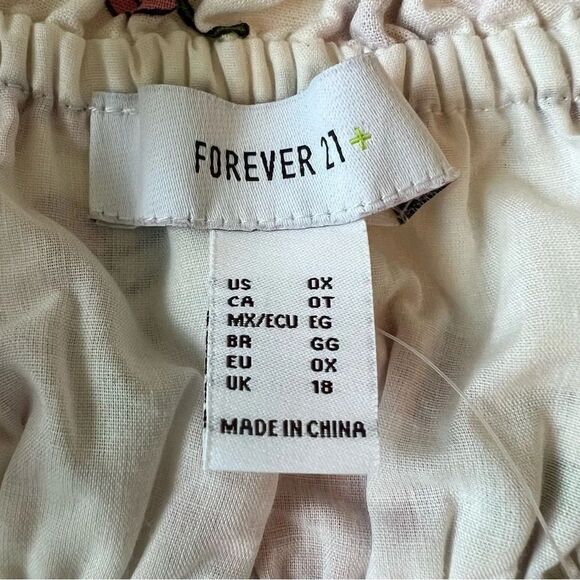 FOREVER 21+
US 0X
CA 0T
MX/ECU EG
BR GG
EU 0X
UK 18
MADE IN CHINA